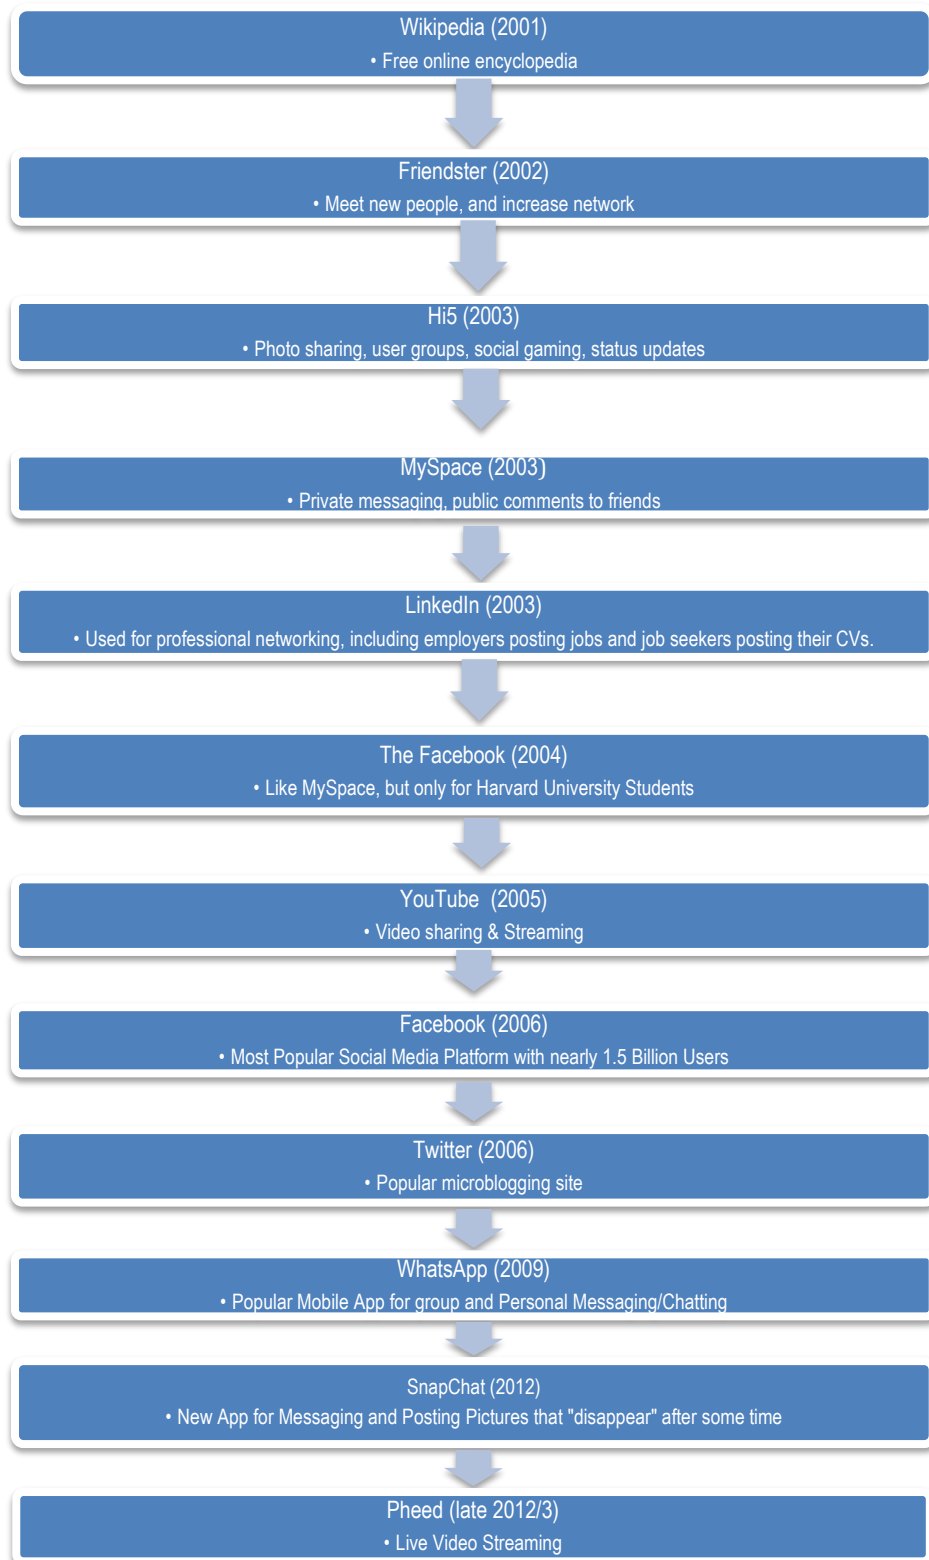 Wikipedia (2001)
• Free online encyclopedia
Friendster (2002)
• Meet new people, and increase network
Hi5 (2003)
• Photo sharing, user groups, social gaming, status updates
MySpace (2003)
• Private messaging, public comments to friends
LinkedIn (2003)
• Used for professional networking, including employers posting jobs and job seekers posting their CVs.
The Facebook (2004)
• Like MySpace, but only for Harvard University Students
YouTube (2005)
• Video sharing & Streaming
Facebook (2006)
• Most Popular Social Media Platform with nearly 1.5 Billion Users
Twitter (2006)
• Popular microblogging site
WhatsApp (2009)
• Popular Mobile App for group and Personal Messaging/Chatting
SnapChat (2012)
• New App for Messaging and Posting Pictures that "disappear" after some time
Pheed (late 2012/3)
• Live Video Streaming